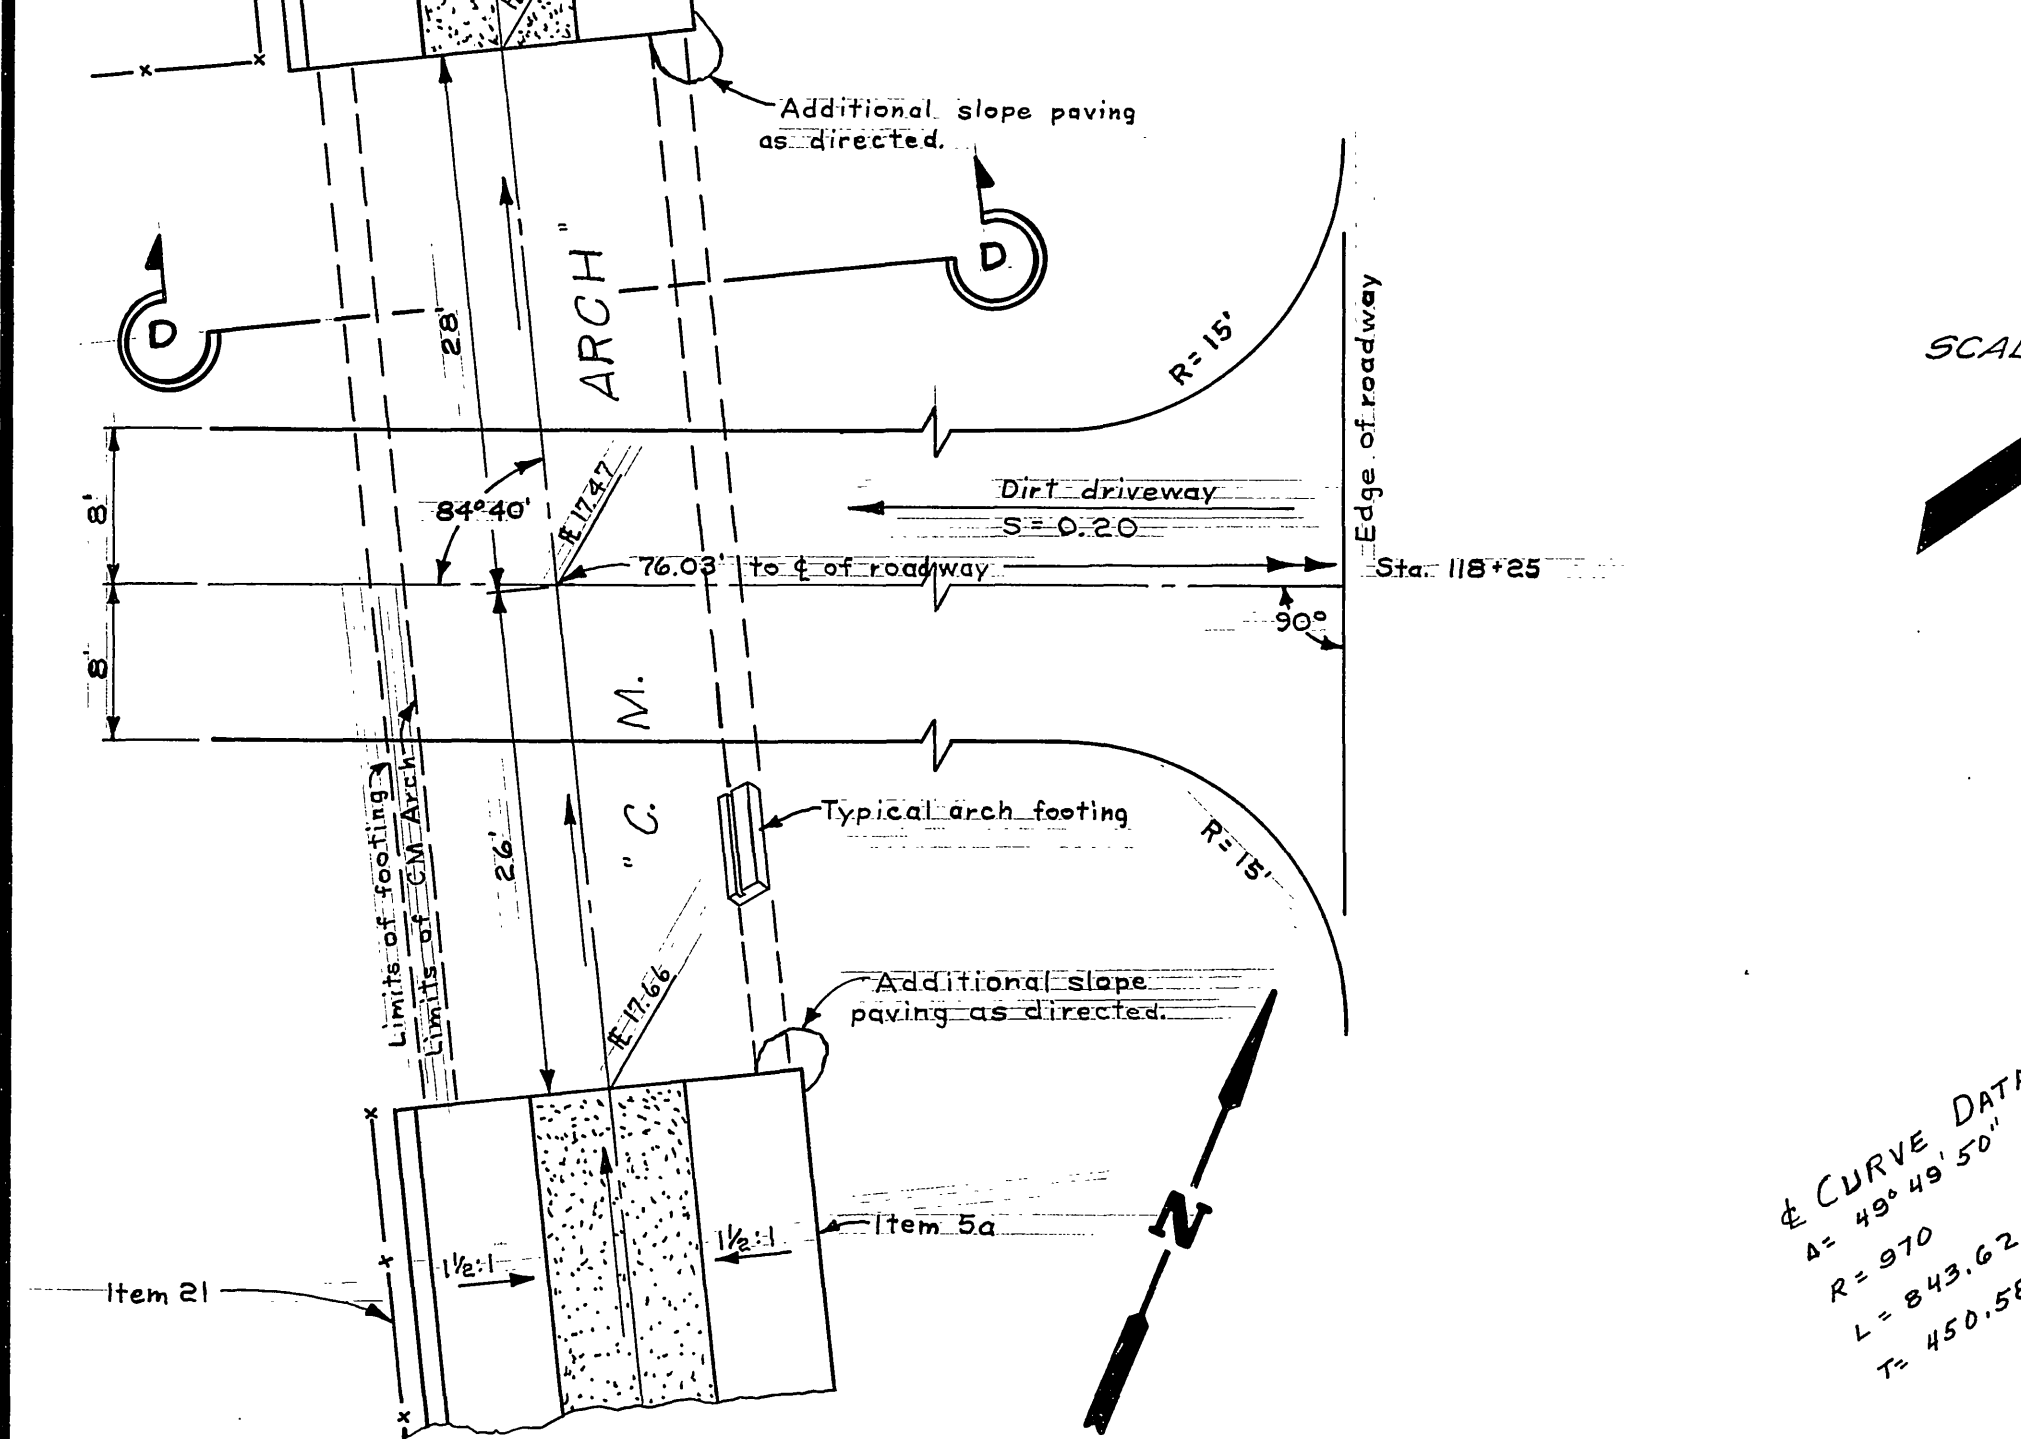 Additional slope paving
as directed.
D
D
28'
ARCH"
R = 15'
Edge of roadway
SCAL
8'
84°40'
℄ 17.47
Dirt driveway
S = 0.20
76.03' to ℄ of roadway
Sta. 118+25
90°
8'
"C. M.
Limits of footing
Limits of CM Arch
26'
Typical arch footing
R = 15'
17.66
Additional slope
paving as directed.
N
Item 5a
1½:1
1½:1
Item 21
℄ CURVE DATA
Δ= 49° 49' 50"
R = 970
L = 843.62
T= 450.58